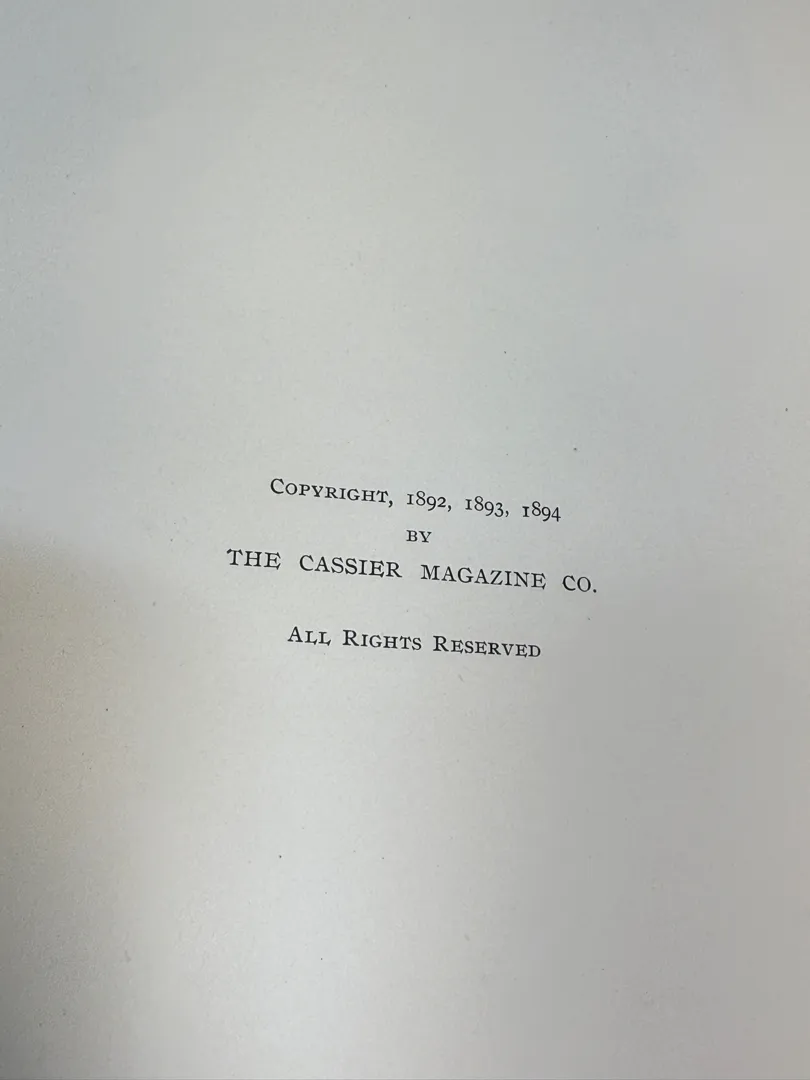 Copyright, 1892, 1893, 1894
BY
THE CASSIER MAGAZINE CO.
All Rights Reserved